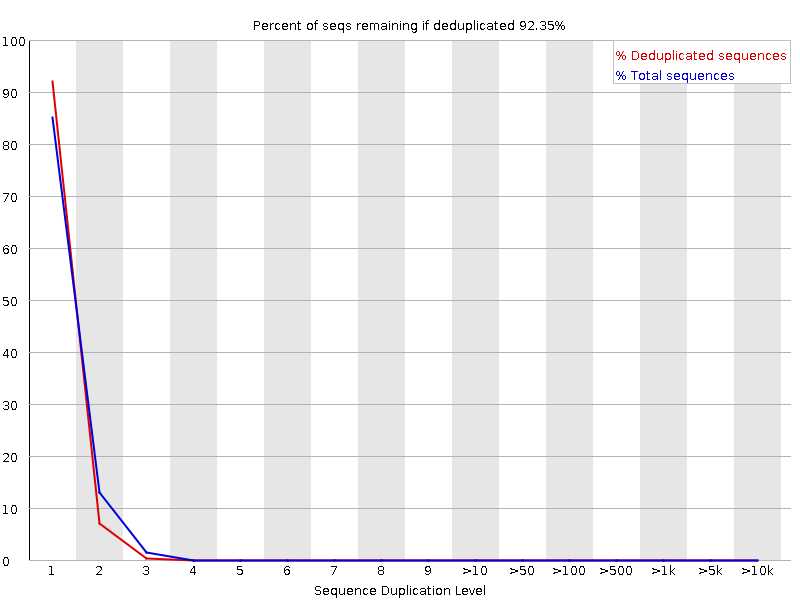 Percent of seqs remaining if deduplicated 92.35%
% Deduplicated sequences
% Total sequences
100
90
80
70
60
50
40
30
20
10
0
1 2 3 4 5 6 7 8 9 >10 >50 >100 >500 >1k >5k >10k
Sequence Duplication Level